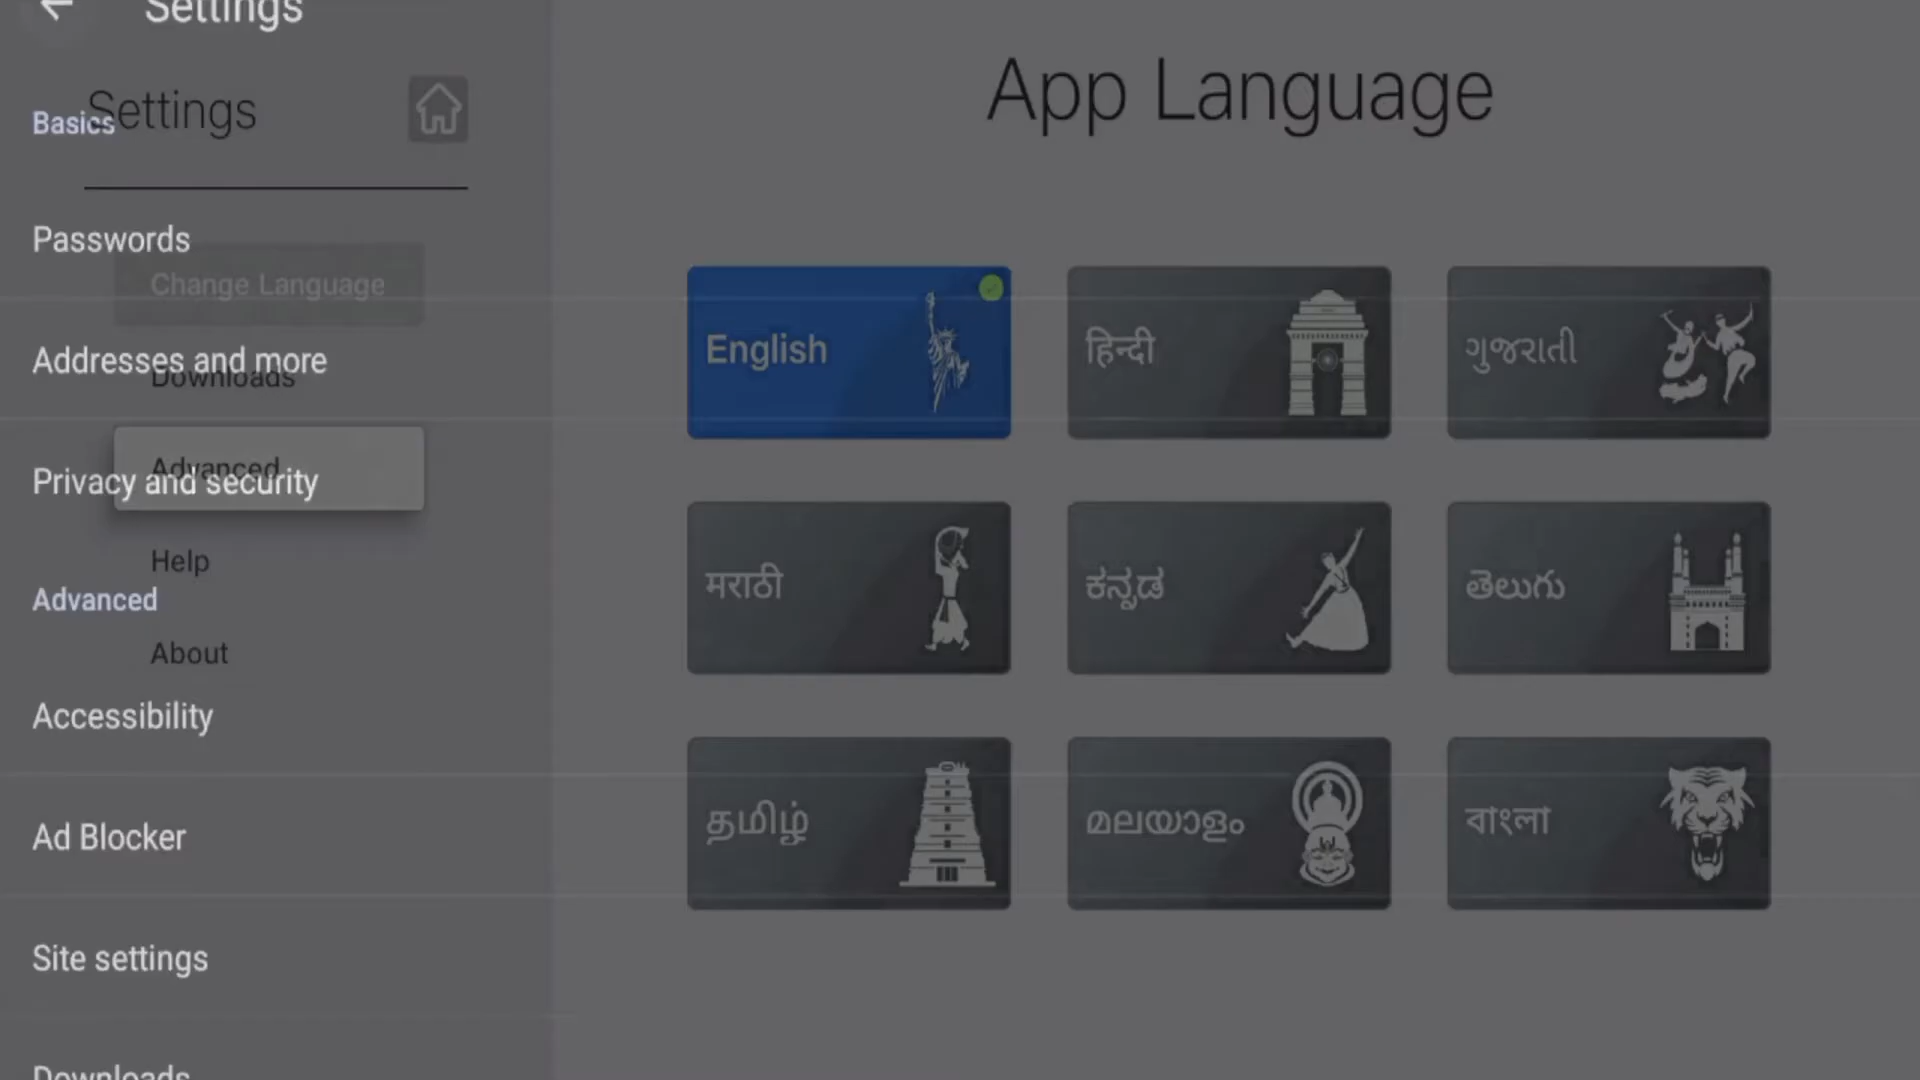 Settings
Basics
Passwords
Addresses and more
Privacy and security
Advanced
Accessibility
Ad Blocker
Site settings
Downloads
Settings
Change Language
Downloads
Advanced
Help
About
App Language
English
हिन्दी
ગુજરાતી
मराठी
ಕನ್ನಡ
తెలుగు
தமிழ்
മലയാളം
বাংলা